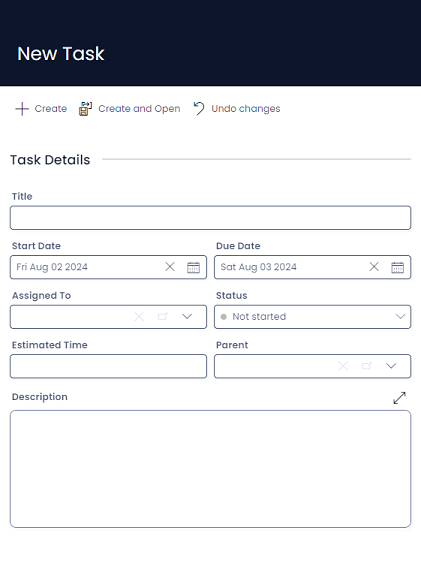 New Task
Create Create and Open Undo changes
Task Details
Title
Start Date Due Date
Fri Aug 02 2024 Sat Aug 03 2024
Assigned To Status
Not started
Estimated Time Parent
Description